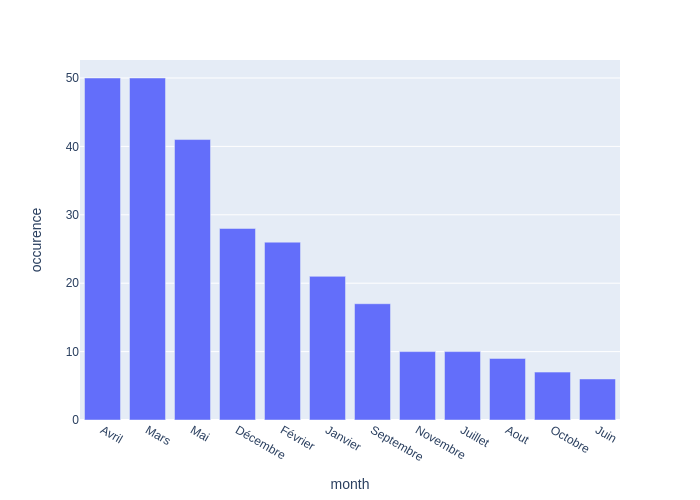 50
40
30
20
10
0
occurence
Avril
Mars
Mai
Décembre
Février
Janvier
Septembre
Novembre
Juillet
Aout
Octobre
Juin
month